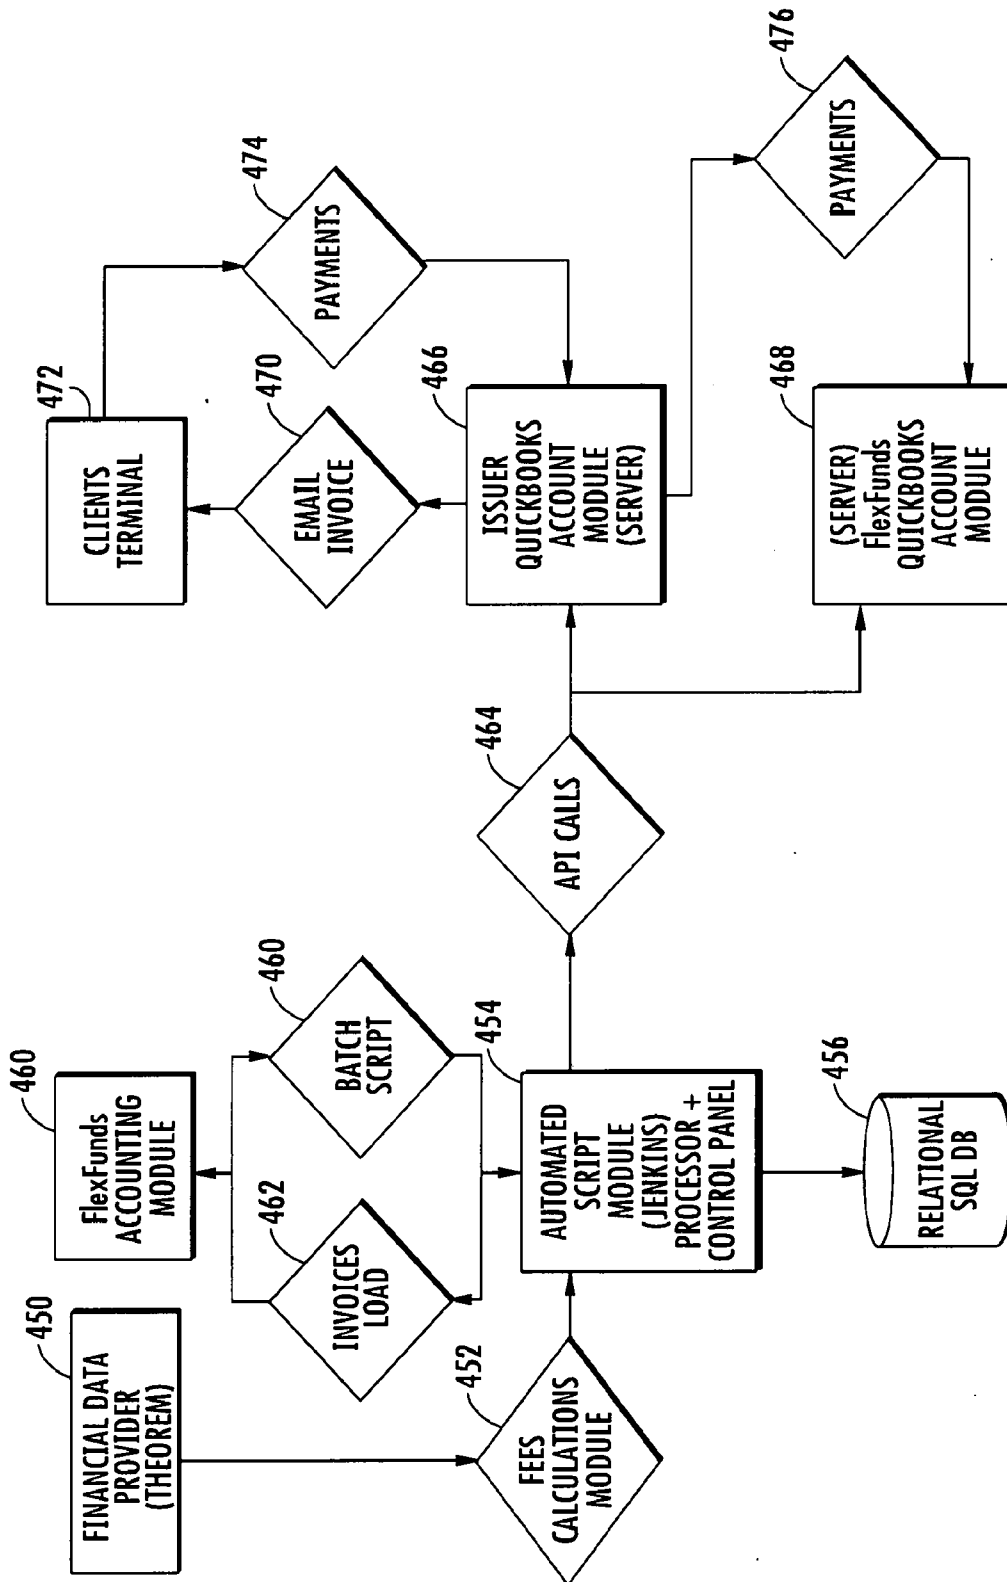 450
FINANCIAL DATA
PROVIDER
(THEOREM)
452
FEES
CALCULATIONS
MODULE
460
FlexFunds
ACCOUNTING
MODULE
462
INVOICES
LOAD
460
BATCH
SCRIPT
454
AUTOMATED
SCRIPT
MODULE
(JENKINS)
PROCESSOR +
CONTROL PANEL
456
RELATIONAL
SQL DB
464
API CALLS
472
CLIENTS
TERMINAL
470
EMAIL
INVOICE
474
PAYMENTS
466
ISSUER
QUICKBOOKS
ACCOUNT
MODULE
(SERVER)
468
(SERVER)
FlexFunds
QUICKBOOKS
ACCOUNT
MODULE
476
PAYMENTS